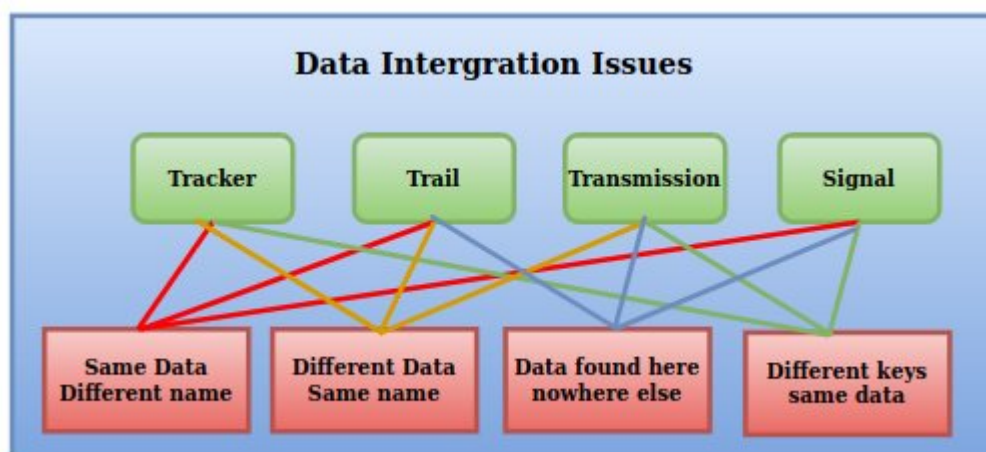 Data Intergration Issues
Tracker
Trail
Transmission
Signal
Same Data
Different name
Different Data
Same name
Data found here
nowhere else
Different keys
same data